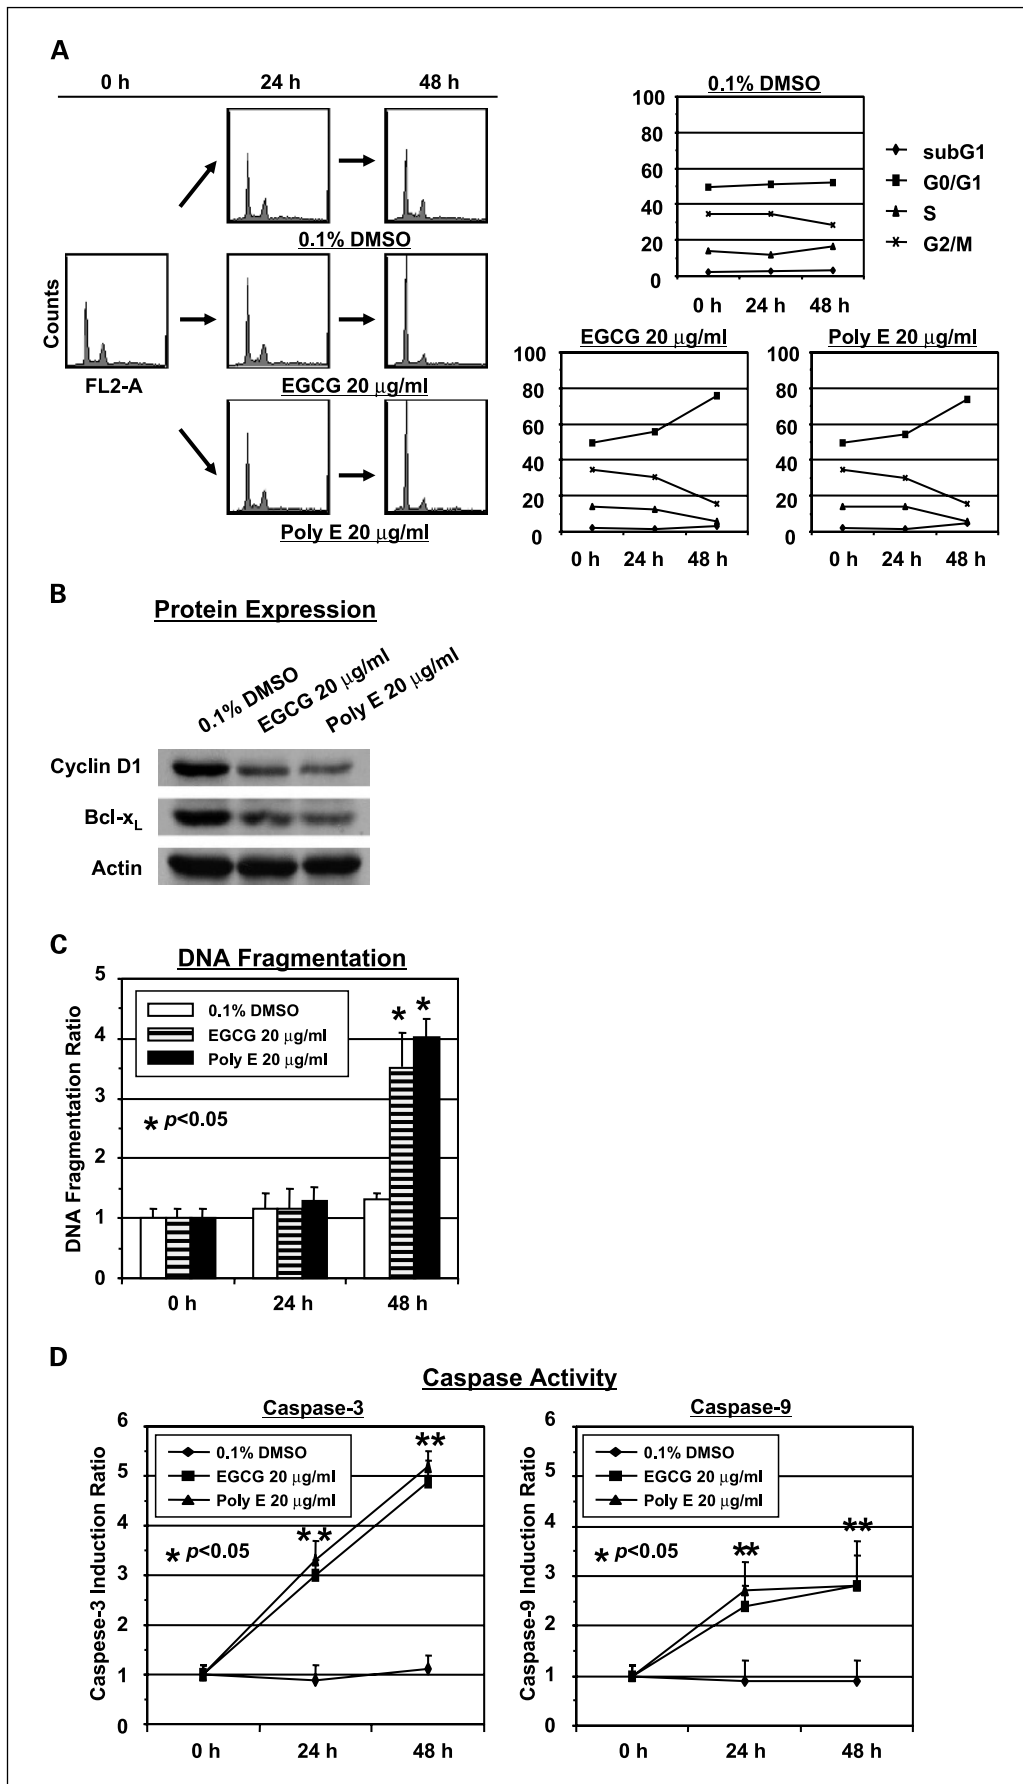 A
0 h 24 h 48 h
0.1% DMSO
Counts
FL2-A
EGCG 20 μg/ml
Poly E 20 μg/ml
0.1% DMSO
100
80
60
40
20
0
0 h 24 h 48 h
subG1
G0/G1
S
G2/M
EGCG 20 μg/ml
100
80
60
40
20
0
0 h 24 h 48 h
Poly E 20 μg/ml
100
80
60
40
20
0
0 h 24 h 48 h
B
Protein Expression
0.1% DMSO
EGCG 20 μg/ml
Poly E 20 μg/ml
Cyclin D1
Bcl-xL
Actin
C
DNA Fragmentation
DNA Fragmentation Ratio
5
4
3
2
1
0
0.1% DMSO
EGCG 20 μg/ml
Poly E 20 μg/ml
* p<0.05
* *
0 h 24 h 48 h
D
Caspase Activity
Caspase-3
Caspese-3 Induction Ratio
6
5
4
3
2
1
0
0.1% DMSO
EGCG 20 μg/ml
Poly E 20 μg/ml
* p<0.05
**
**
0 h 24 h 48 h
Caspase-9
Caspase-9 Induction Ratio
6
5
4
3
2
1
0
0.1% DMSO
EGCG 20 μg/ml
Poly E 20 μg/ml
* p<0.05
**
**
0 h 24 h 48 h